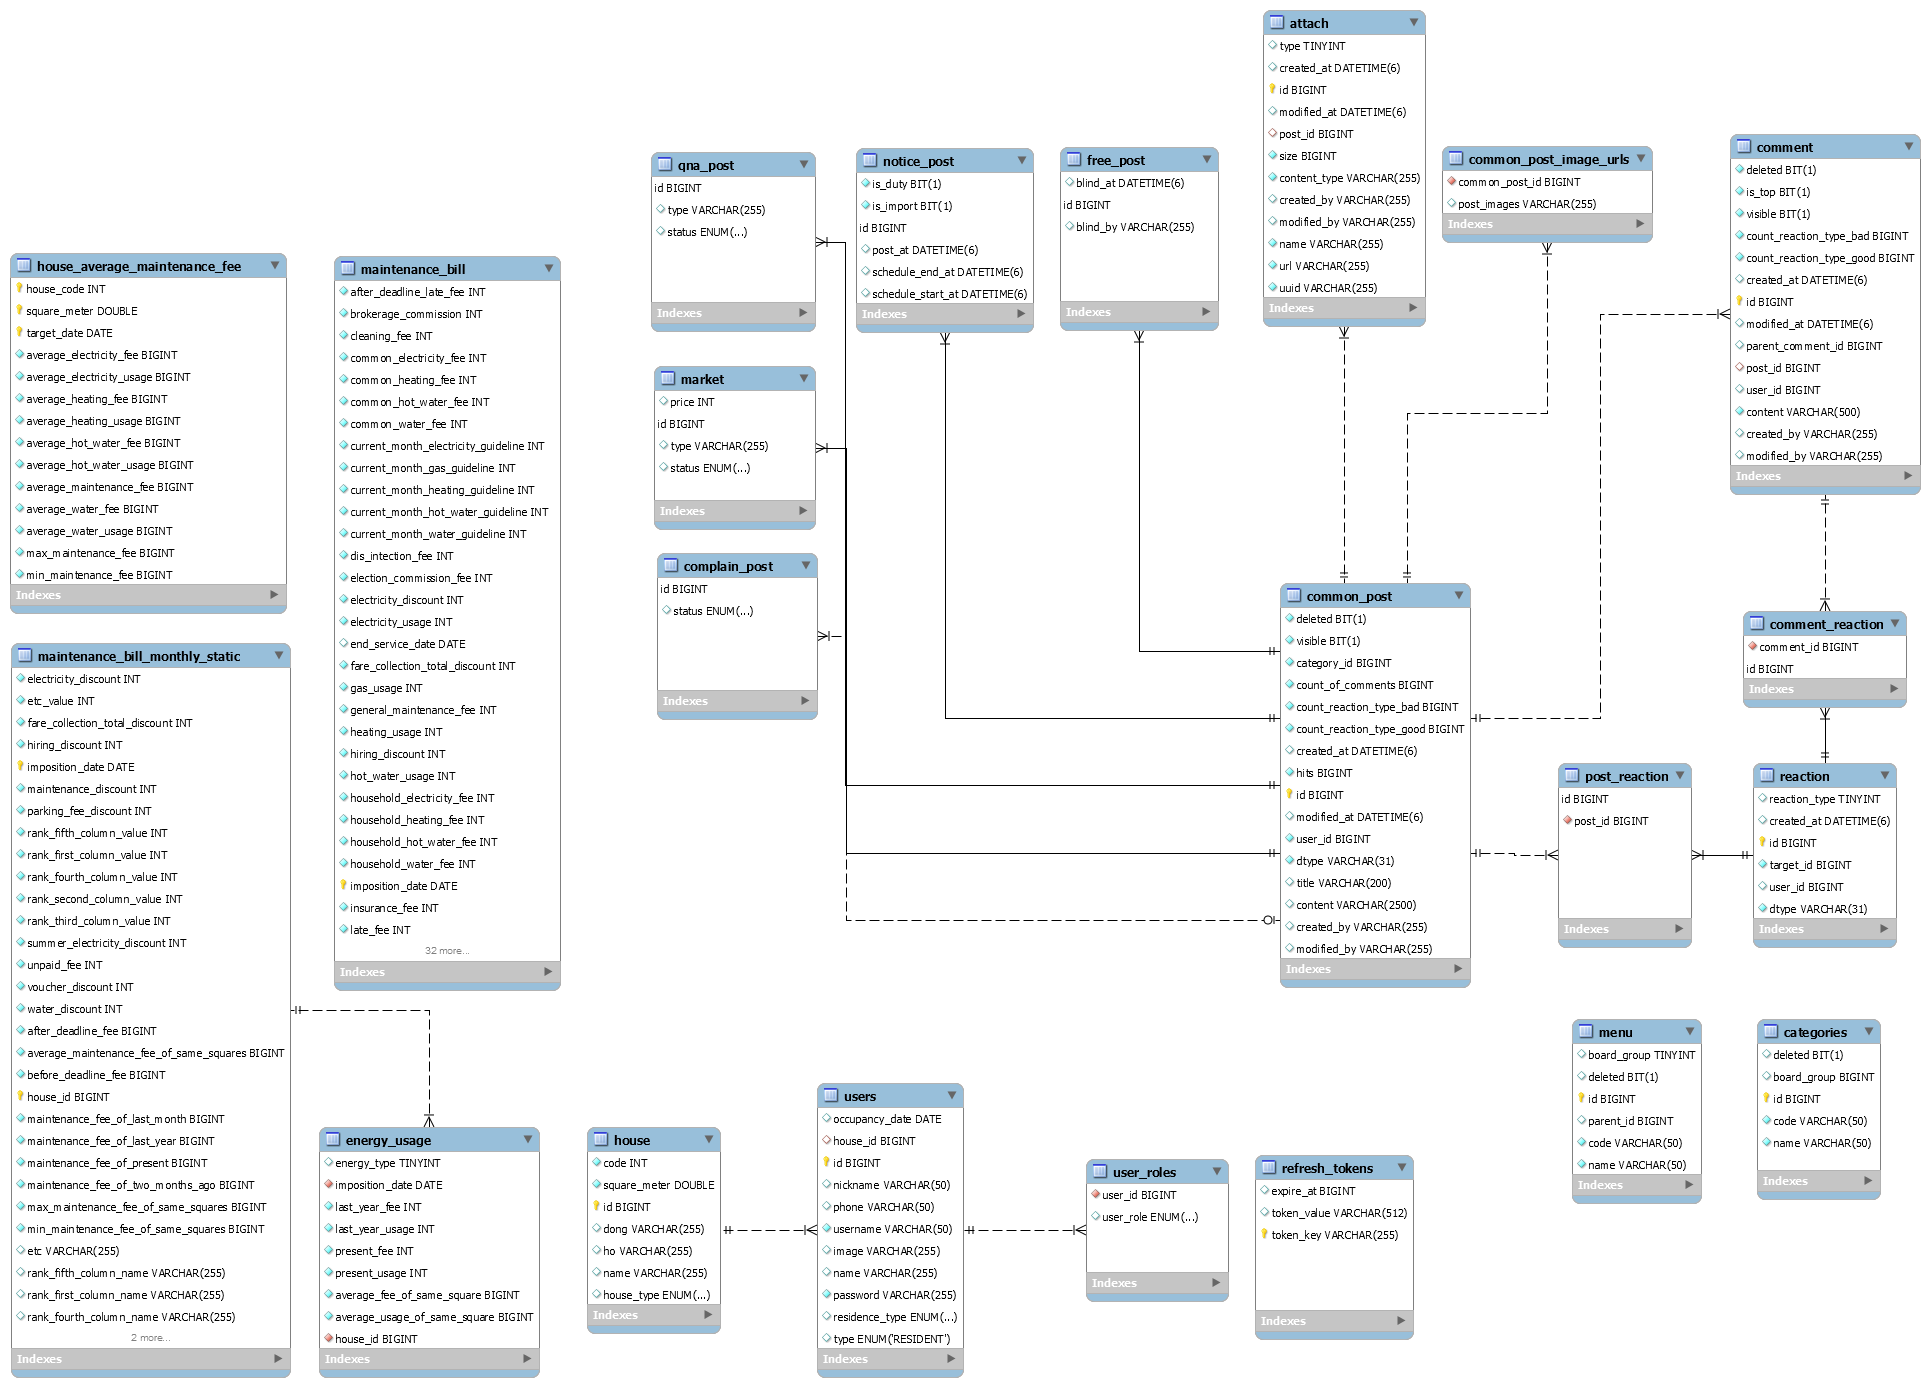 attach
type TINYINT
created_at DATETIME(6)
id BIGINT
modified_at DATETIME(6)
post_id BIGINT
size BIGINT
content_type VARCHAR(255)
created_by VARCHAR(255)
modified_by VARCHAR(255)
name VARCHAR(255)
url VARCHAR(255)
uuid VARCHAR(255)
Indexes
qna_post
id BIGINT
type VARCHAR(255)
status ENUM(...)
Indexes
notice_post
is_duty BIT(1)
is_import BIT(1)
id BIGINT
post_at DATETIME(6)
schedule_end_at DATETIME(6)
schedule_start_at DATETIME(6)
Indexes
free_post
blind_at DATETIME(6)
id BIGINT
blind_by VARCHAR(255)
Indexes
common_post_image_urls
common_post_id BIGINT
post_images VARCHAR(255)
Indexes
comment
deleted BIT(1)
is_top BIT(1)
visible BIT(1)
count_reaction_type_bad BIGINT
count_reaction_type_good BIGINT
created_at DATETIME(6)
id BIGINT
modified_at DATETIME(6)
parent_comment_id BIGINT
post_id BIGINT
user_id BIGINT
content VARCHAR(500)
created_by VARCHAR(255)
modified_by VARCHAR(255)
Indexes
house_average_maintenance_fee
house_code INT
square_meter DOUBLE
target_date DATE
average_electricity_fee BIGINT
average_electricity_usage BIGINT
average_heating_fee BIGINT
average_heating_usage BIGINT
average_hot_water_fee BIGINT
average_hot_water_usage BIGINT
average_maintenance_fee BIGINT
average_water_fee BIGINT
average_water_usage BIGINT
max_maintenance_fee BIGINT
min_maintenance_fee BIGINT
Indexes
maintenance_bill
after_deadline_late_fee INT
brokerage_commission INT
cleaning_fee INT
common_electricity_fee INT
common_heating_fee INT
common_hot_water_fee INT
common_water_fee INT
current_month_electricity_guideline INT
current_month_gas_guideline INT
current_month_heating_guideline INT
current_month_hot_water_guideline INT
current_month_water_guideline INT
dis_intection_fee INT
election_commission_fee INT
electricity_discount INT
electricity_usage INT
end_service_date DATE
fare_collection_total_discount INT
gas_usage INT
general_maintenance_fee INT
heating_usage INT
hiring_discount INT
hot_water_usage INT
household_electricity_fee INT
household_heating_fee INT
household_hot_water_fee INT
household_water_fee INT
imposition_date DATE
insurance_fee INT
late_fee INT
32 more...
Indexes
market
price INT
id BIGINT
type VARCHAR(255)
status ENUM(...)
Indexes
complain_post
id BIGINT
status ENUM(...)
Indexes
common_post
deleted BIT(1)
visible BIT(1)
category_id BIGINT
count_of_comments BIGINT
count_reaction_type_bad BIGINT
count_reaction_type_good BIGINT
created_at DATETIME(6)
hits BIGINT
id BIGINT
modified_at DATETIME(6)
user_id BIGINT
dtype VARCHAR(31)
title VARCHAR(200)
content VARCHAR(2500)
created_by VARCHAR(255)
modified_by VARCHAR(255)
Indexes
comment_reaction
comment_id BIGINT
id BIGINT
Indexes
post_reaction
id BIGINT
post_id BIGINT
Indexes
reaction
reaction_type TINYINT
created_at DATETIME(6)
id BIGINT
target_id BIGINT
user_id BIGINT
dtype VARCHAR(31)
Indexes
maintenance_bill_monthly_static
electricity_discount INT
etc_value INT
fare_collection_total_discount INT
hiring_discount INT
imposition_date DATE
maintenance_discount INT
parking_fee_discount INT
rank_fifth_column_value INT
rank_first_column_value INT
rank_fourth_column_value INT
rank_second_column_value INT
rank_third_column_value INT
summer_electricity_discount INT
unpaid_fee INT
voucher_discount INT
water_discount INT
after_deadline_fee BIGINT
average_maintenance_fee_of_same_squares BIGINT
before_deadline_fee BIGINT
house_id BIGINT
maintenance_fee_of_last_month BIGINT
maintenance_fee_of_last_year BIGINT
maintenance_fee_of_present BIGINT
maintenance_fee_of_two_months_ago BIGINT
max_maintenance_fee_of_same_squares BIGINT
min_maintenance_fee_of_same_squares BIGINT
etc VARCHAR(255)
rank_fifth_column_name VARCHAR(255)
rank_first_column_name VARCHAR(255)
rank_fourth_column_name VARCHAR(255)
2 more...
Indexes
energy_usage
energy_type TINYINT
imposition_date DATE
last_year_fee INT
last_year_usage INT
present_fee INT
present_usage INT
average_fee_of_same_square BIGINT
average_usage_of_same_square BIGINT
house_id BIGINT
Indexes
house
code INT
square_meter DOUBLE
id BIGINT
dong VARCHAR(255)
ho VARCHAR(255)
name VARCHAR(255)
house_type ENUM(...)
Indexes
users
occupancy_date DATE
house_id BIGINT
id BIGINT
nickname VARCHAR(50)
phone VARCHAR(50)
username VARCHAR(50)
image VARCHAR(255)
name VARCHAR(255)
password VARCHAR(255)
residence_type ENUM(...)
type ENUM('RESIDENT')
Indexes
user_roles
user_id BIGINT
user_role ENUM(...)
Indexes
refresh_tokens
expire_at BIGINT
token_value VARCHAR(512)
token_key VARCHAR(255)
Indexes
menu
board_group TINYINT
deleted BIT(1)
id BIGINT
parent_id BIGINT
code VARCHAR(50)
name VARCHAR(50)
Indexes
categories
deleted BIT(1)
board_group BIGINT
id BIGINT
code VARCHAR(50)
name VARCHAR(50)
Indexes